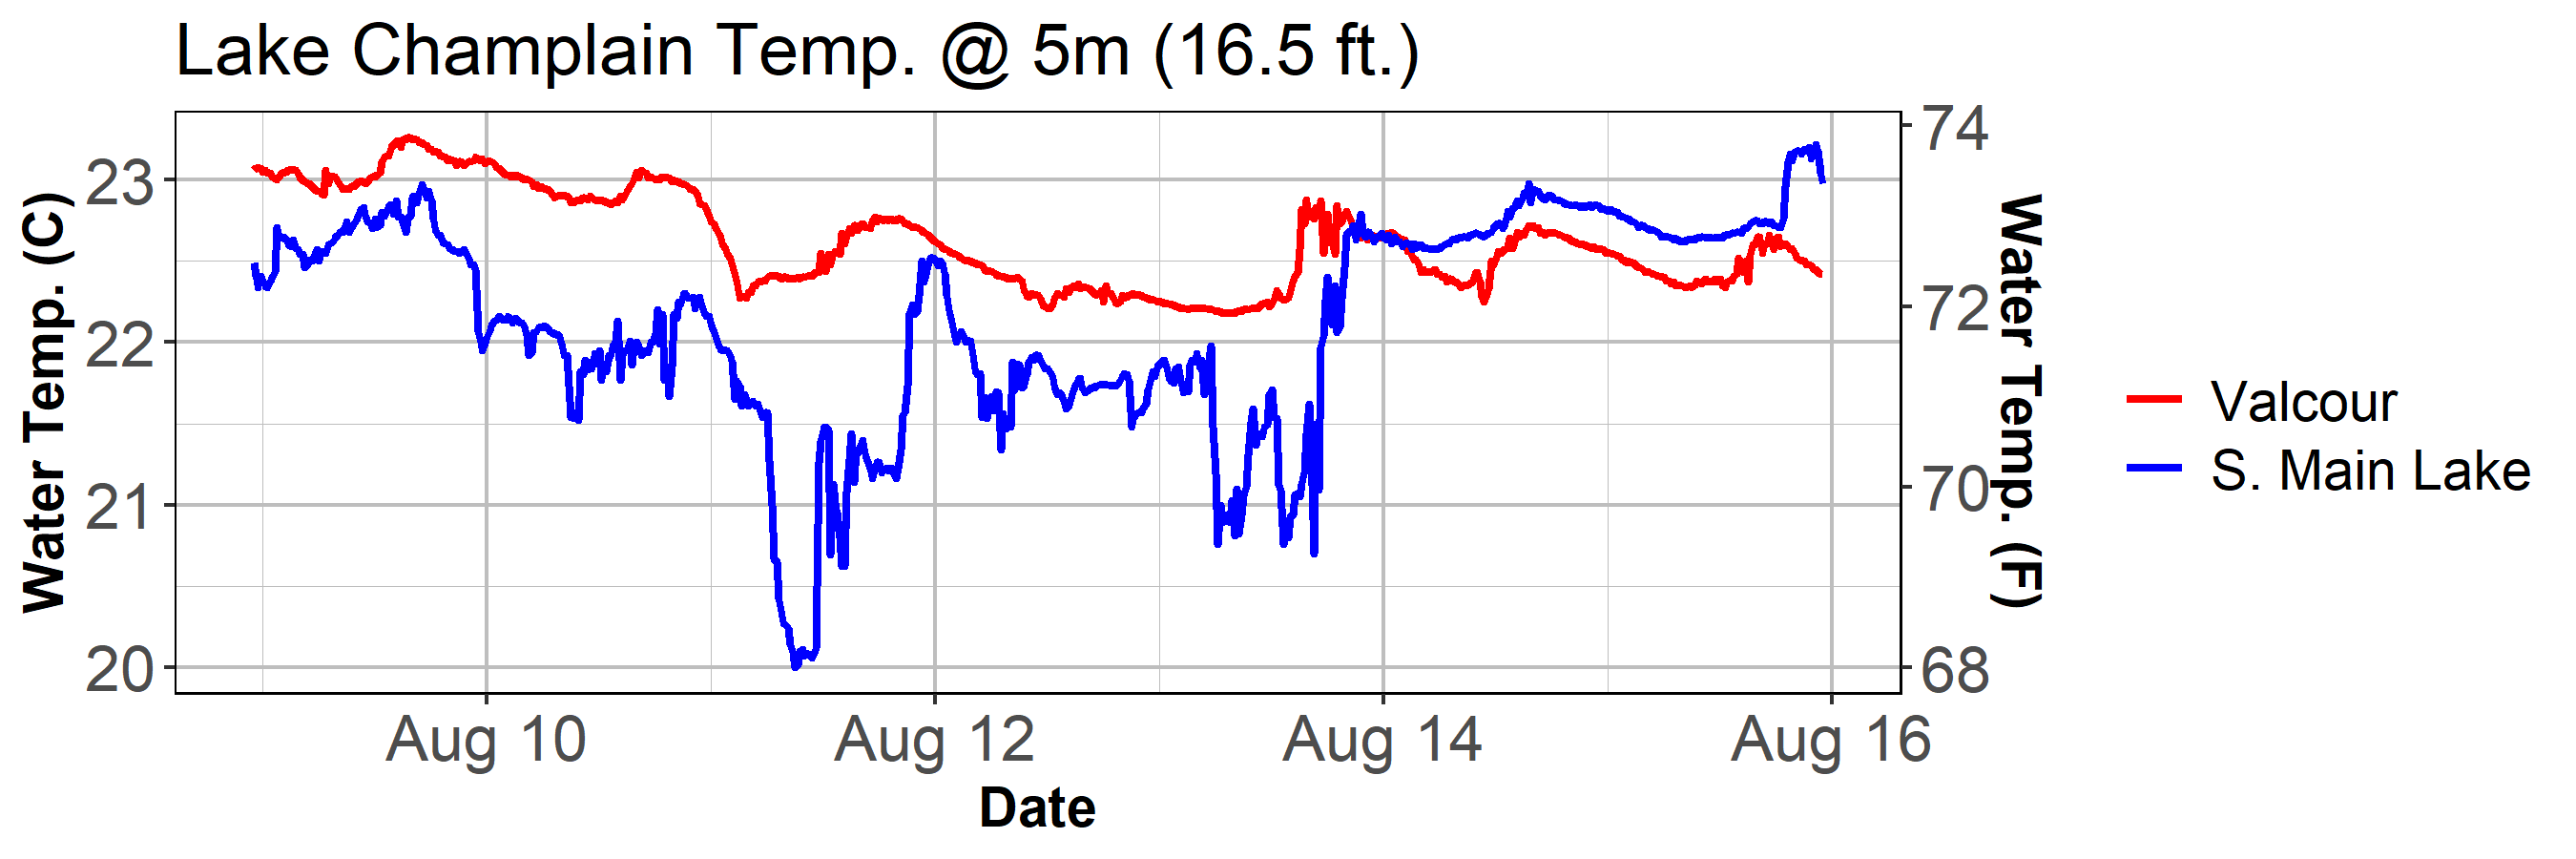 Lake Champlain Temp. @ 5m (16.5 ft.)
Water Temp. (C)
23
22
21
20
74
72
70
68
Water Temp. (F)
Aug 10
Aug 12
Aug 14
Aug 16
Date
Valcour
S. Main Lake